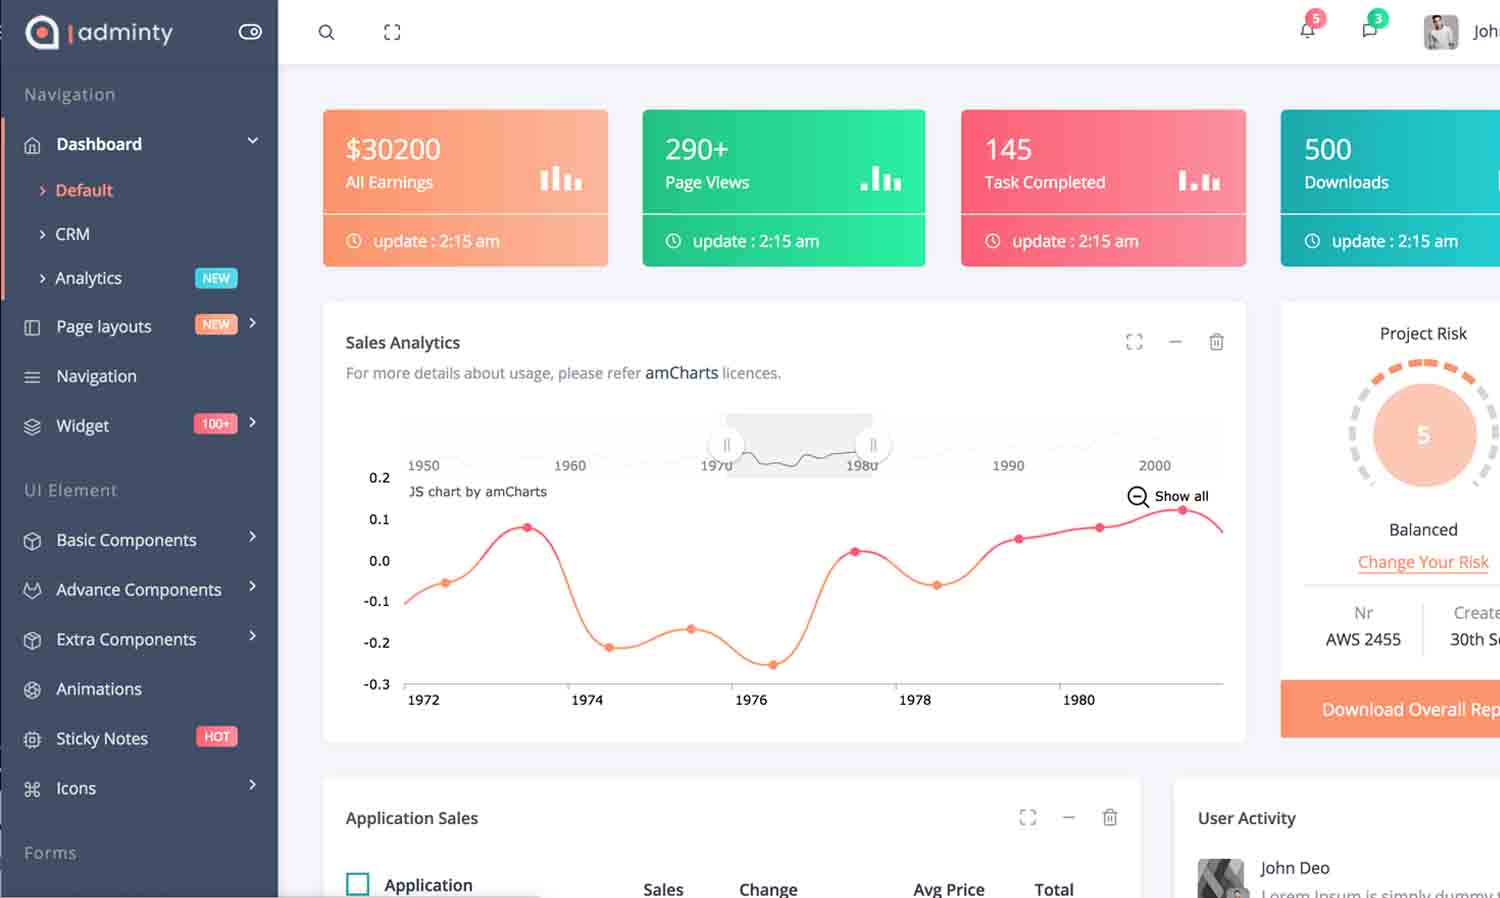 adminty
5
3
Navigation
Dashboard
Default
CRM
Analytics NEW
Page layouts NEW
Navigation
Widget 100+
UI Element
Basic Components
Advance Components
Extra Components
Animations
Sticky Notes HOT
Icons
Forms
$30200
All Earnings
update : 2:15 am
290+
Page Views
update : 2:15 am
145
Task Completed
update : 2:15 am
500
Downloads
update : 2:15 am
Sales Analytics
For more details about usage, please refer amCharts licences.
1950 1960 1970 1980 1990 2000
JS chart by amCharts
Show all
0.2
0.1
0.0
-0.1
-0.2
-0.3
1972 1974 1976 1978 1980
Project Risk
5
Balanced
Change Your Risk
Nr
AWS 2455
Create
30th
Download Overall Rep
Application Sales
Application Sales Change Avg Price Total
User Activity
John Deo
Lorem Ipsum is simply dummy